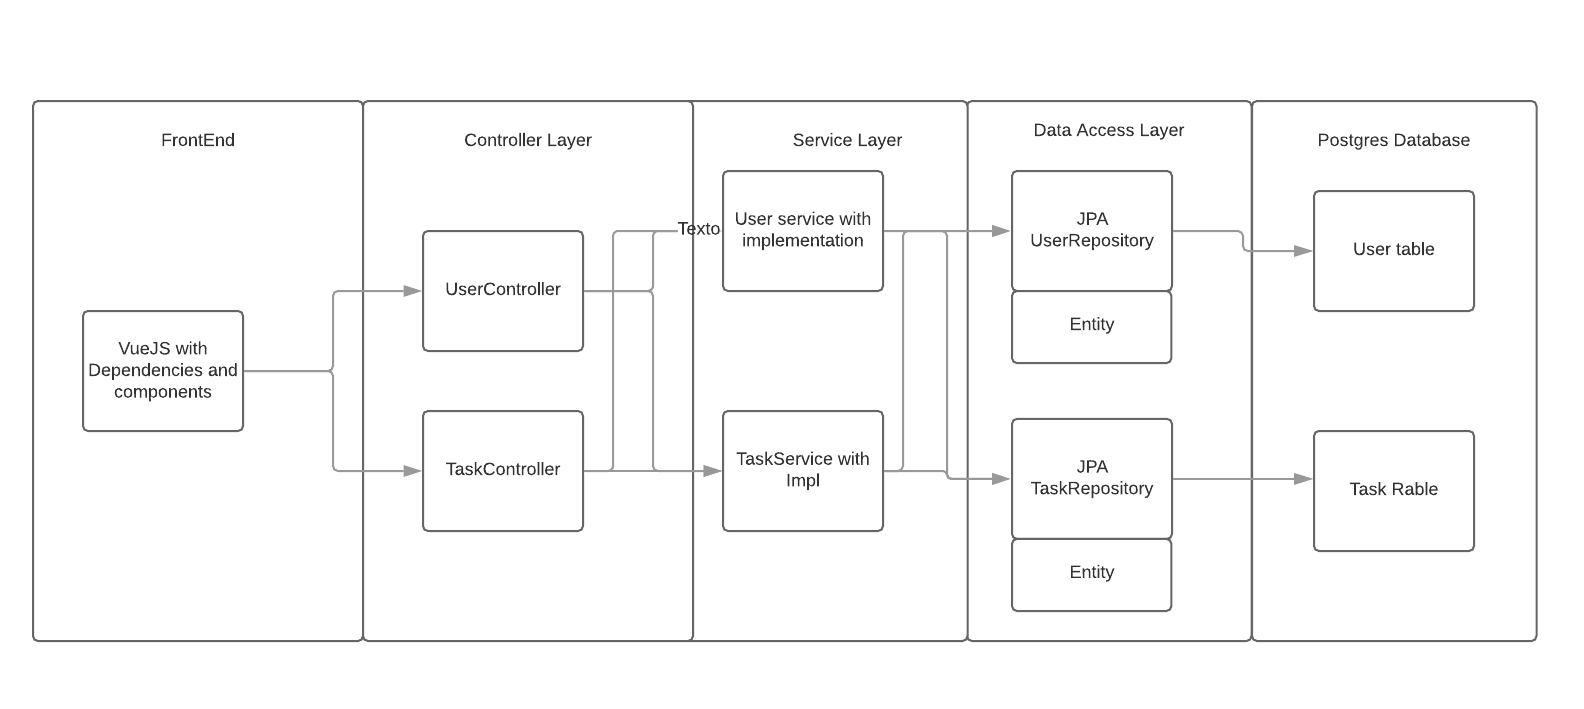 FrontEnd
Controller Layer
Service Layer
Data Access Layer
Postgres Database
VueJS with
Dependencies and
components
UserController
TaskController
Texto
User service with
implementation
TaskService with
Impl
JPA
UserRepository
Entity
JPA
TaskRepository
Entity
User table
Task Rable